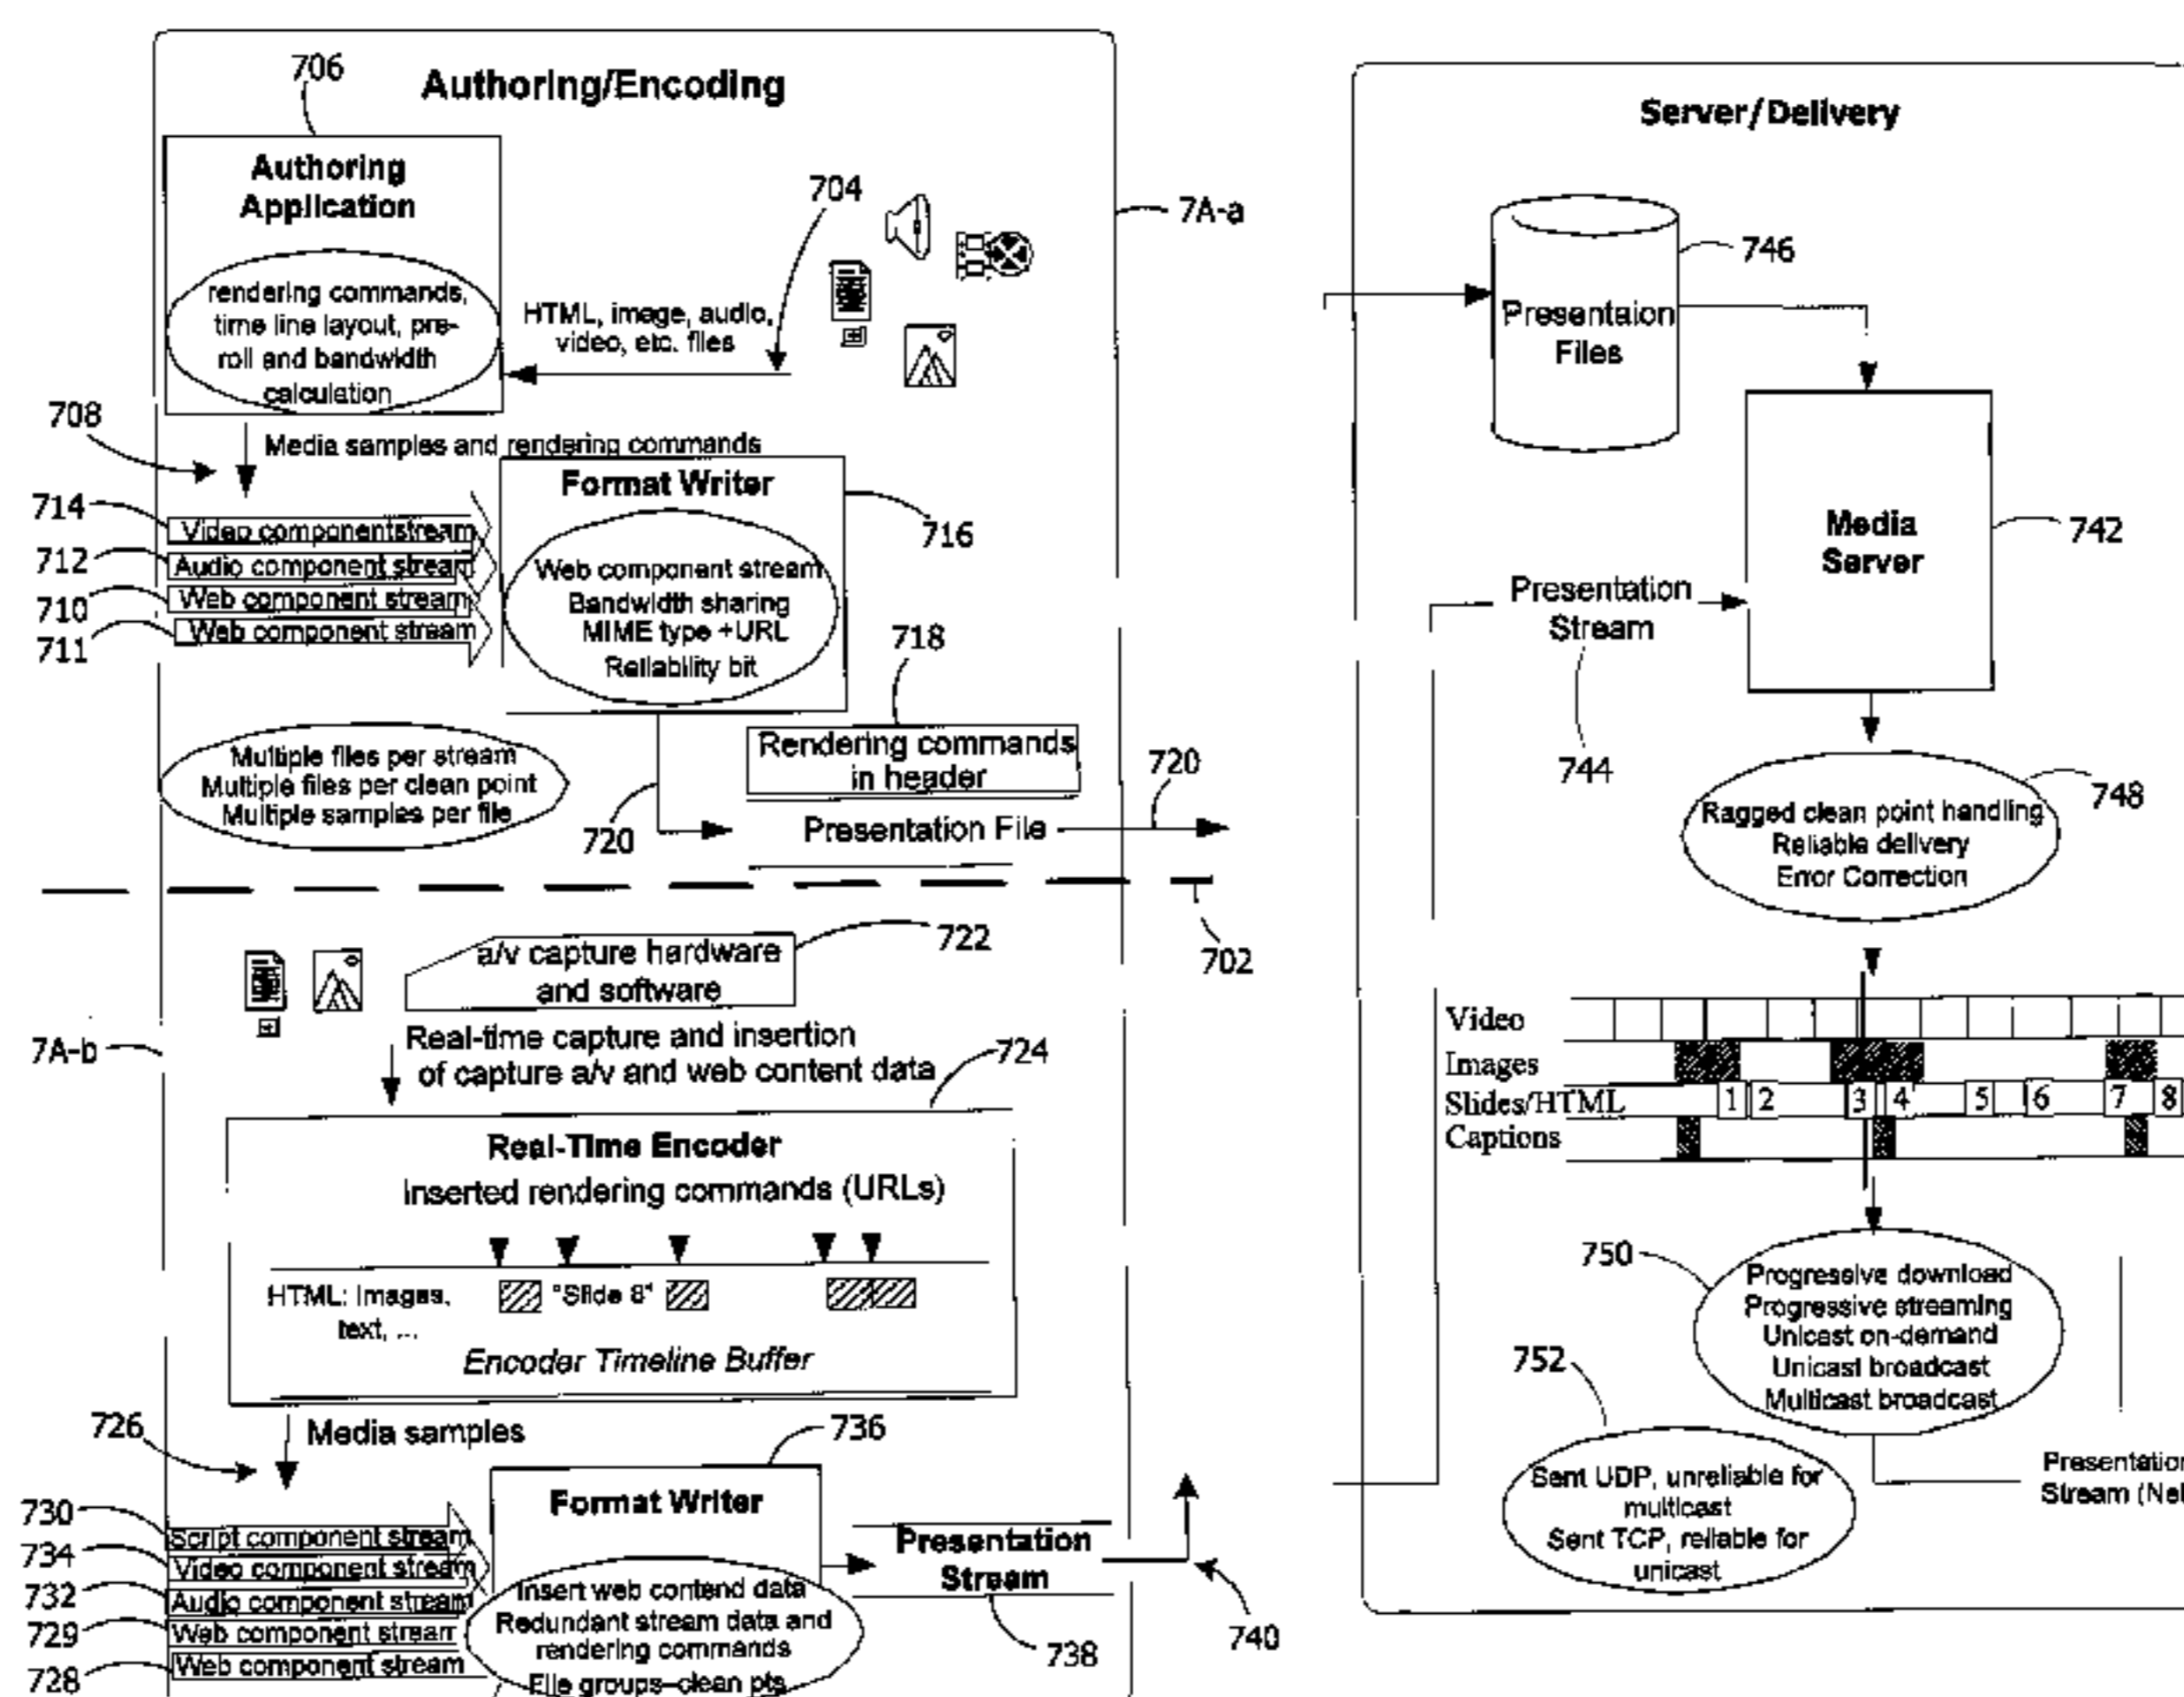 Authoring/Encoding
706
Authoring
Application
rendering commands,
time line layout, pre-
roll and bandwidth
calculation
704
HTML, image, audio,
video, etc. files
7A-a
708
Media samples and rendering commands
714
Video componentstream
712
Audio component stream
710
Web component stream
711
Web component stream
Format Writer
716
Web component stream
Bandwidth sharing
MIME type +URL
Reliability bit
718
Rendering commands
in header
Multiple files per stream
Multiple files per clean point
Multiple samples per file
720
Presentation File
720
702
722
a/v capture hardware
and software
7A-b
Real-time capture and insertion
of capture a/v and web content data
724
Real-Time Encoder
Inserted rendering commands (URLs)
HTML: Images,
text, ...
"Slide 8"
Encoder Timeline Buffer
726
Media samples
736
Format Writer
730
Script component stream
734
Video component stream
732
Audio component stream
729
Web component stream
728
Web component stream
Insert web contend data
Redundant stream data and
rendering commands
File groups-clean pts
Presentation
Stream
738
740
Server/Delivery
746
Presentaion
Files
Media
Server
742
Presentation
Stream
744
748
Ragged clean point handling
Reliable delivery
Error Correction
Video
Images
Slides/HTML 1 2 3 4 5 6 7 8
Captions
750
Progressive download
Progressive streaming
Unicast on-demand
Unicast broadcast
Multicast broadcast
752
Sent UDP, unreliable for
multicast
Sent TCP, reliable for
unicast
Presentation
Stream (Net